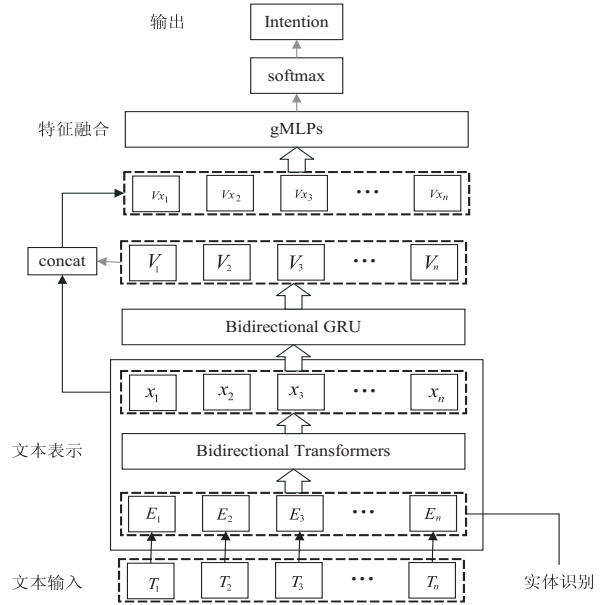 输出 Intention
softmax
特征融合 gMLPs
Vx₁ Vx₂ Vx₃ ··· Vxₙ
concat V₁ V₂ V₃ ··· Vₙ
Bidirectional GRU
x₁ x₂ x₃ ··· xₙ
文本表示 Bidirectional Transformers
E₁ E₂ E₃ ··· Eₙ
文本输入 T₁ T₂ T₃ ··· Tₙ 实体识别